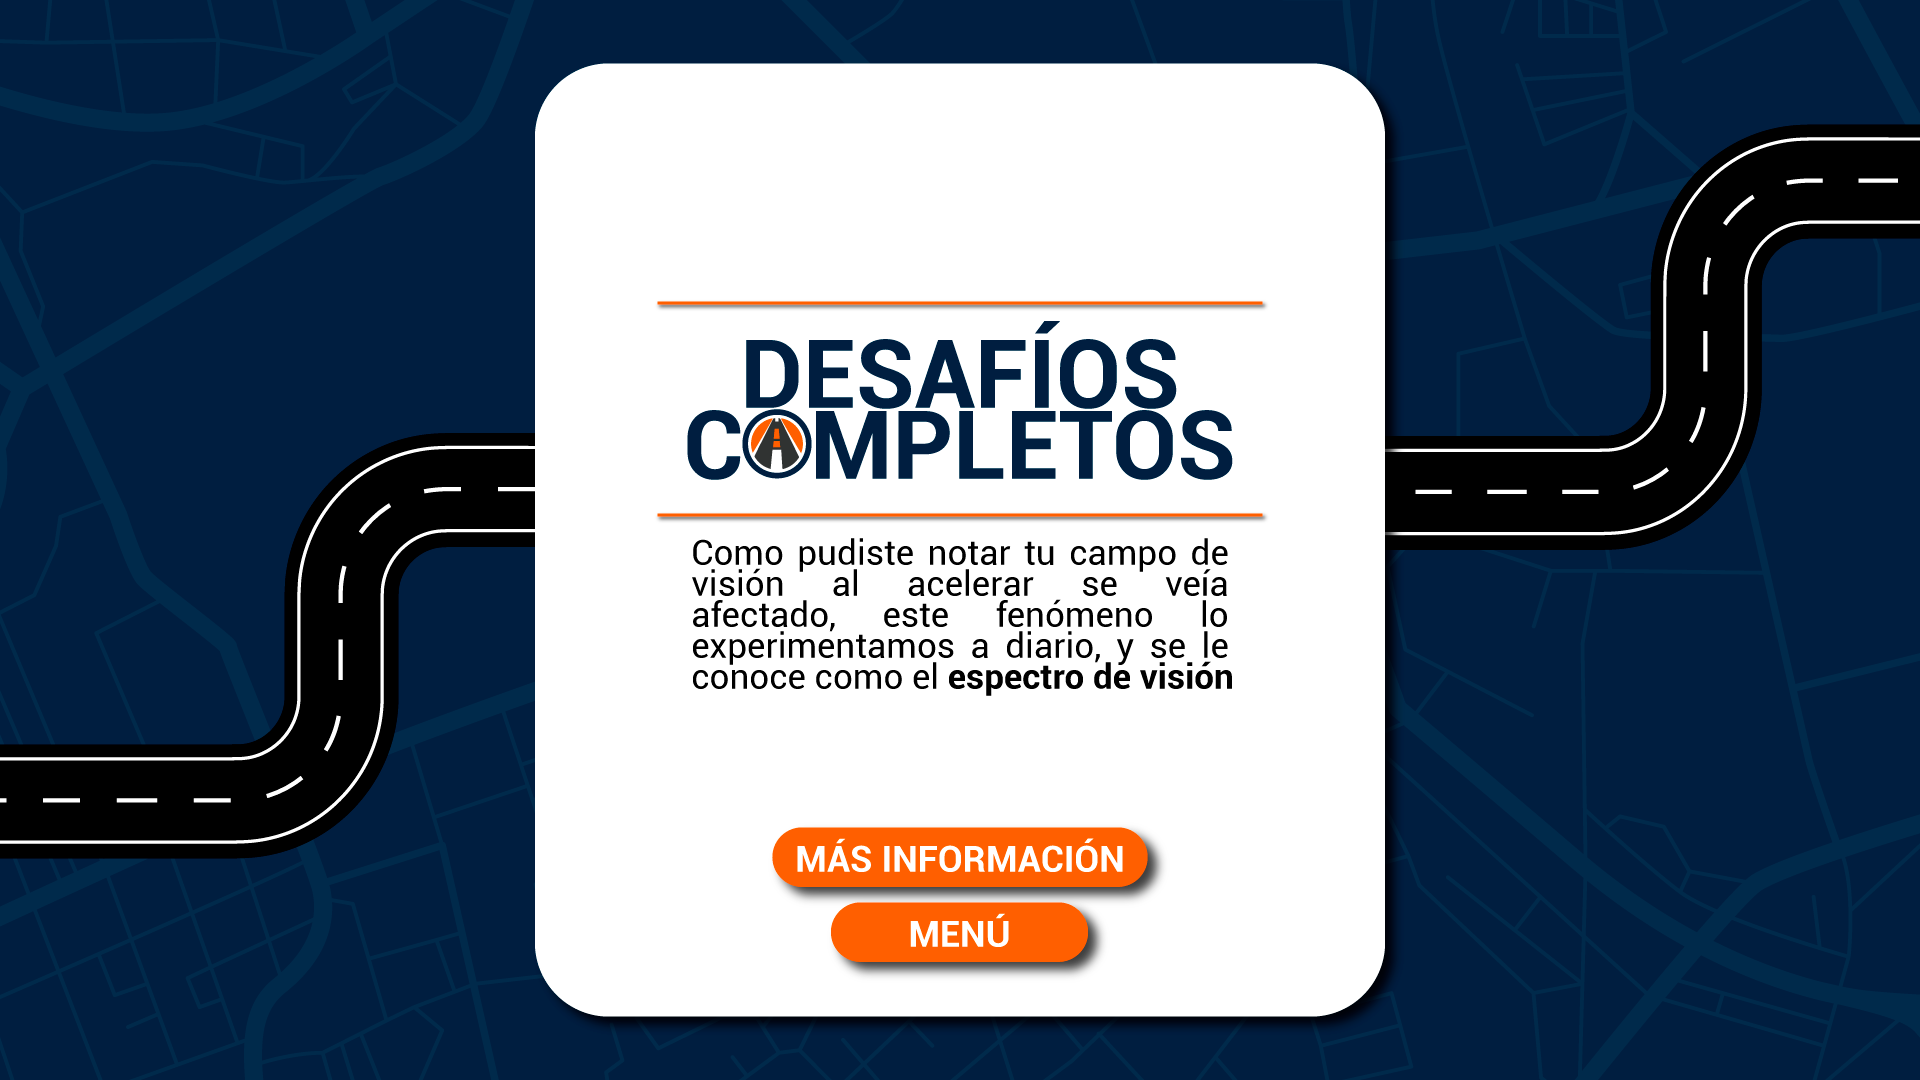 DESAFÍOS
COMPLETOS
Como pudiste notar tu campo de
visión al acelerar se veía
afectado, este fenómeno lo
experimentamos a diario, y se le
conoce como el espectro de visión
MÁS INFORMACIÓN
MENÚ